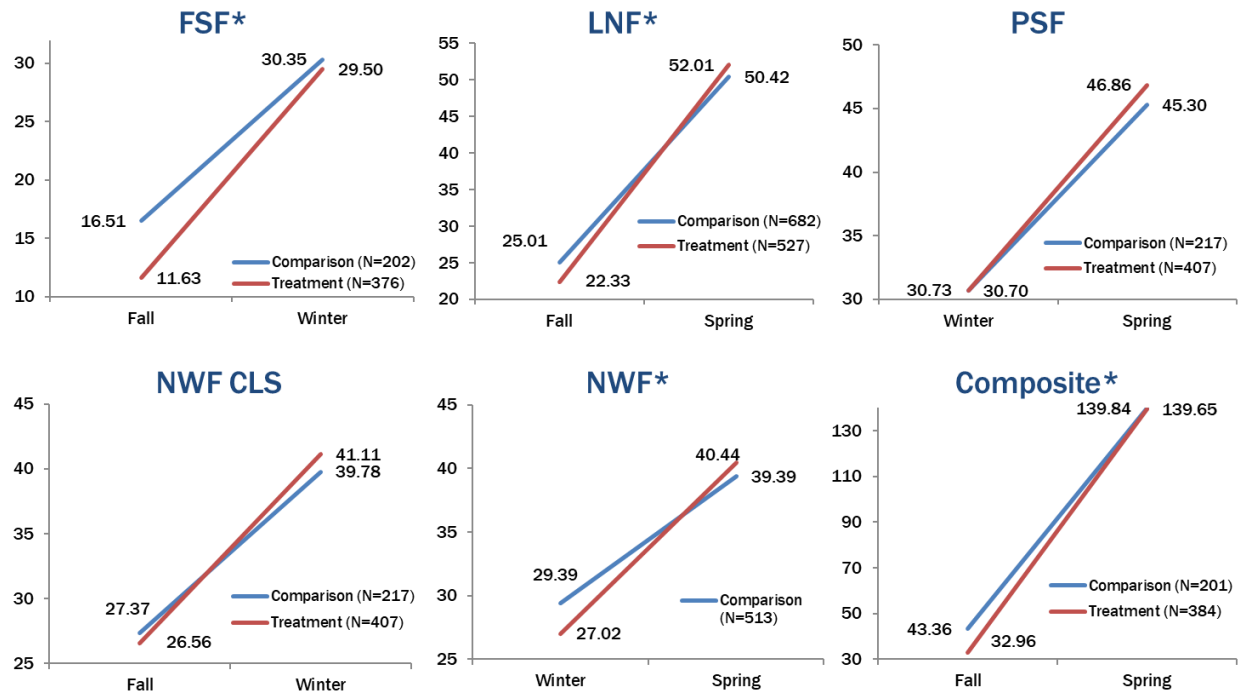 FSF*
30
25
20
15
10
30.35
29.50
16.51
11.63
Comparison (N=202)
Treatment (N=376)
Fall
Winter
LNF*
55
50
45
40
35
30
25
20
52.01
50.42
25.01
22.33
Comparison (N=682)
Treatment (N=527)
Fall
Spring
PSF
50
45
40
35
30
46.86
45.30
30.73
30.70
Comparison (N=217)
Treatment (N=407)
Winter
Spring
NWF CLS
45
40
35
30
25
41.11
39.78
27.37
26.56
Comparison (N=217)
Treatment (N=407)
Fall
Winter
NWF*
45
40
35
30
25
40.44
39.39
29.39
27.02
Comparison
(N=513)
Winter
Spring
Composite*
130
110
90
70
50
30
139.84
139.65
43.36
32.96
Comparison (N=201)
Treatment (N=384)
Fall
Spring